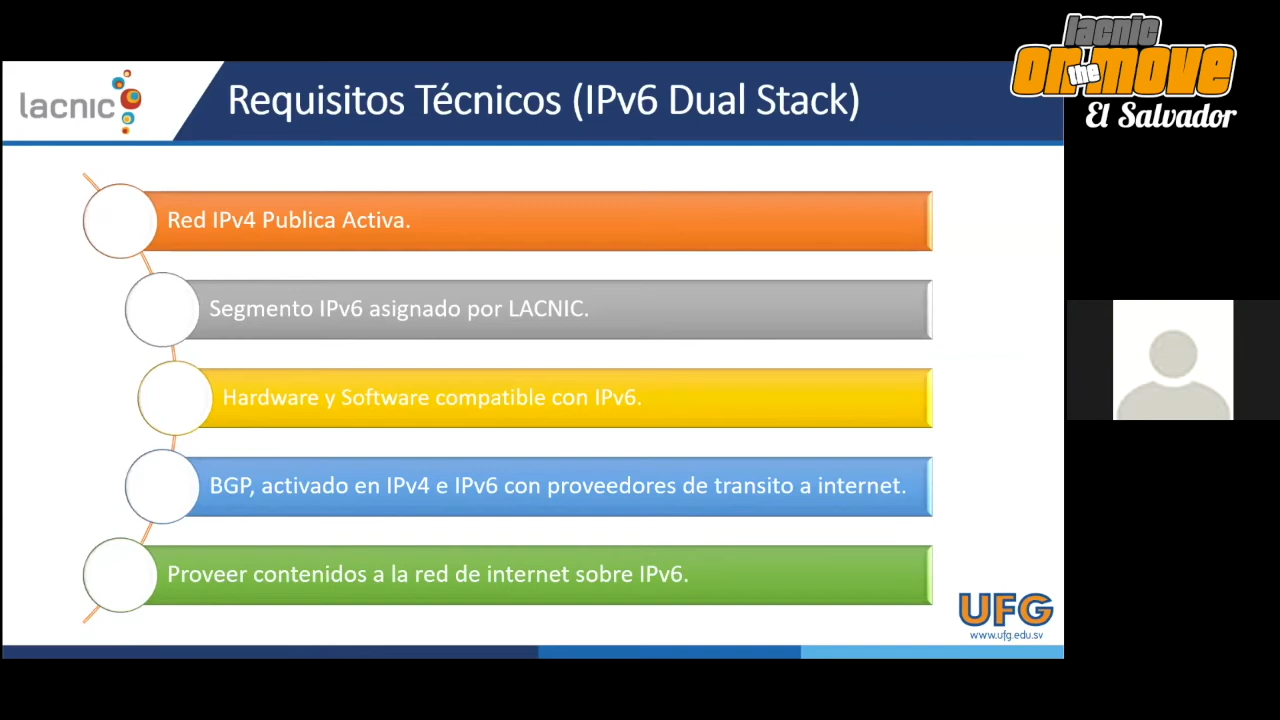 lacnic
on the move
El Salvador
lacnic
Requisitos Técnicos (IPv6 Dual Stack)
Red IPv4 Publica Activa.
Segmento IPv6 asignado por LACNIC.
Hardware y Software compatible con IPv6.
BGP, activado en IPv4 e IPv6 con proveedores de transito a internet.
Proveer contenidos a la red de internet sobre IPv6.
UFG
www.ufg.edu.sv